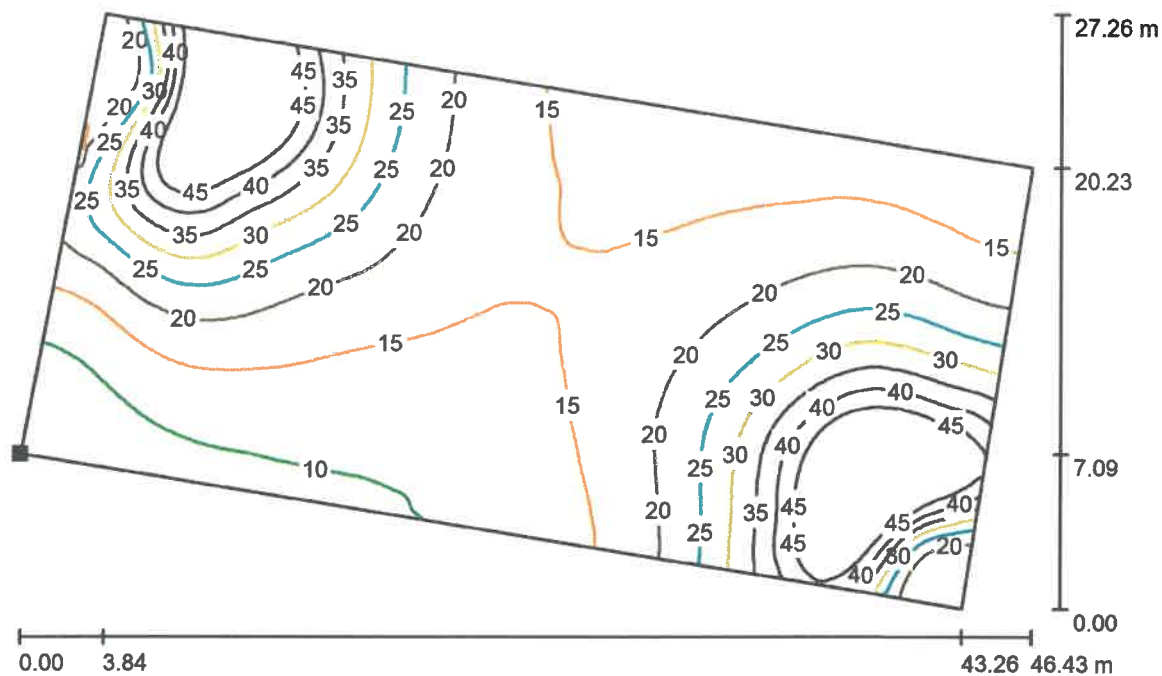 27.26 m
20 40
45 35
30 45 20 15
20 40 35 25
25 35 25 20 20.23
35 45 40
25 35 30 25 20 15 15
25 25 20 20
20 20 25
15 20 25 30 30
25 30 40 40
15 20 40 45
10 25 30 7.09
20 35 45 45 40
25 45 30 20
40
0.00
0.00 3.84 43.26 46.43 m